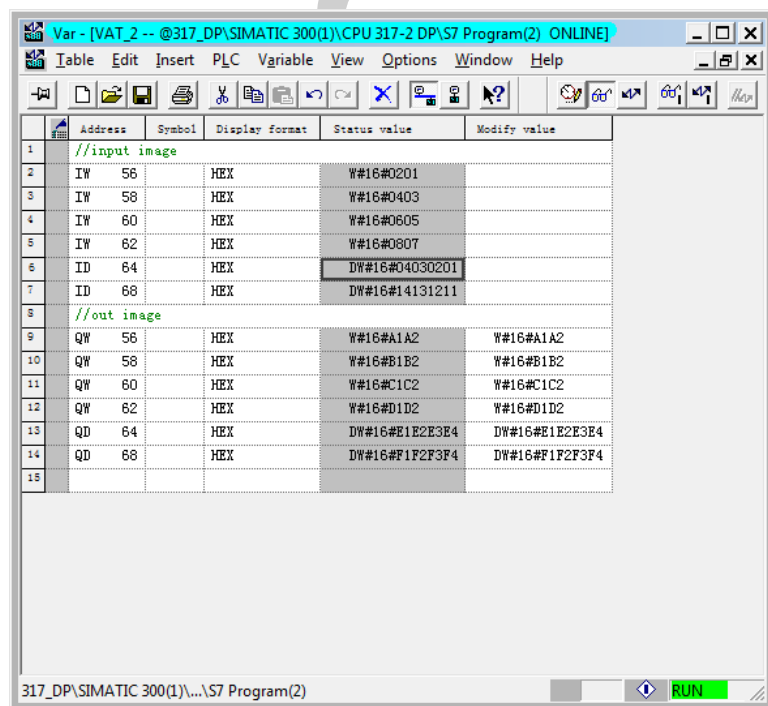 Var - [VAT_2 -- @317_DP\SIMATIC 300(1)\CPU 317-2 DP\S7 Program(2) ONLINE]
Table Edit Insert PLC Variable View Options Window Help
Address Symbol Display format Status value Modify value
1 //input image
2 IW 56 HEX W#16#0201
3 IW 58 HEX W#16#0403
4 IW 60 HEX W#16#0605
5 IW 62 HEX W#16#0807
6 ID 64 HEX DW#16#04030201
7 ID 68 HEX DW#16#14131211
8 //out image
9 QW 56 HEX W#16#A1A2 W#16#A1A2
10 QW 58 HEX W#16#B1B2 W#16#B1B2
11 QW 60 HEX W#16#C1C2 W#16#C1C2
12 QW 62 HEX W#16#D1D2 W#16#D1D2
13 QD 64 HEX DW#16#E1E2E3E4 DW#16#E1E2E3E4
14 QD 68 HEX DW#16#F1F2F3F4 DW#16#F1F2F3F4
15
317_DP\SIMATIC 300(1)\...\S7 Program(2) RUN